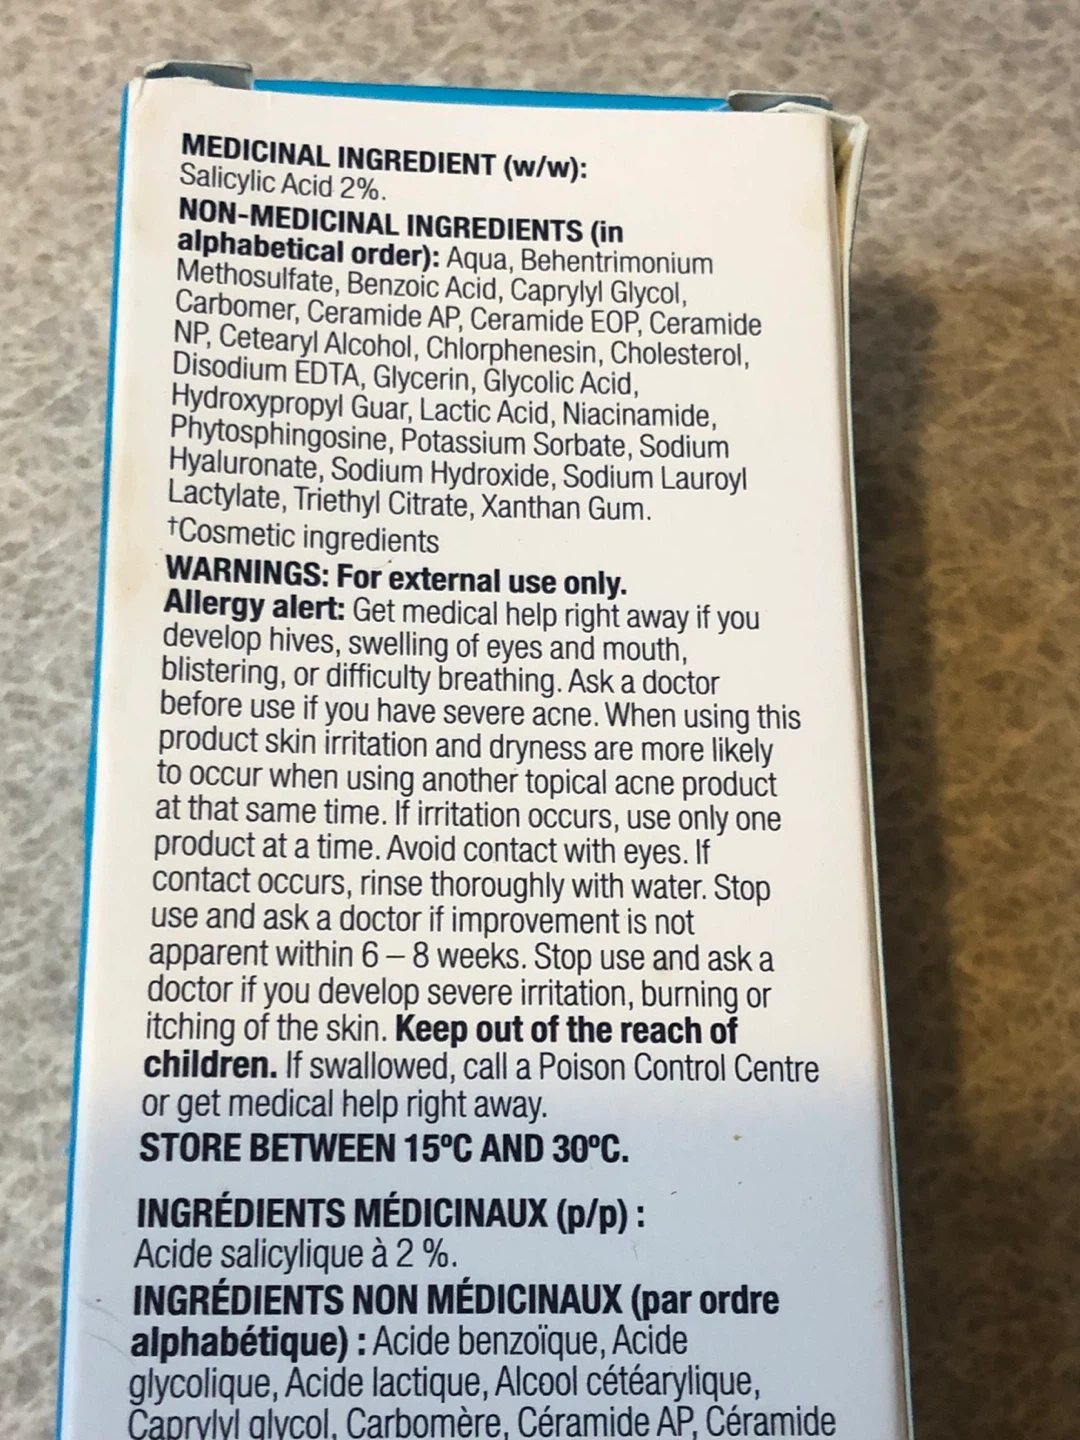 MEDICINAL INGREDIENT (w/w):
Salicylic Acid 2%.
NON-MEDICINAL INGREDIENTS (in
alphabetical order): Aqua, Behentrimonium
Methosulfate, Benzoic Acid, Caprylyl Glycol,
Carbomer, Ceramide AP, Ceramide EOP, Ceramide
NP, Cetearyl Alcohol, Chlorphenesin, Cholesterol,
Disodium EDTA, Glycerin, Glycolic Acid,
Hydroxypropyl Guar, Lactic Acid, Niacinamide,
Phytosphingosine, Potassium Sorbate, Sodium
Hyaluronate, Sodium Hydroxide, Sodium Lauroyl
Lactylate, Triethyl Citrate, Xanthan Gum.
†Cosmetic ingredients
WARNINGS: For external use only.
Allergy alert: Get medical help right away if you
develop hives, swelling of eyes and mouth,
blistering, or difficulty breathing. Ask a doctor
before use if you have severe acne. When using this
product skin irritation and dryness are more likely
to occur when using another topical acne product
at that same time. If irritation occurs, use only one
product at a time. Avoid contact with eyes. If
contact occurs, rinse thoroughly with water. Stop
use and ask a doctor if improvement is not
apparent within 6 – 8 weeks. Stop use and ask a
doctor if you develop severe irritation, burning or
itching of the skin. Keep out of the reach of
children. If swallowed, call a Poison Control Centre
or get medical help right away.
STORE BETWEEN 15ºC AND 30ºC.
INGRÉDIENTS MÉDICINAUX (p/p) :
Acide salicylique à 2 %.
INGRÉDIENTS NON MÉDICINAUX (par ordre
alphabétique) : Acide benzoïque, Acide
glycolique, Acide lactique, Alcool cétéarylique,
Caprylyl glycol, Carbomère, Céramide AP, Céramide